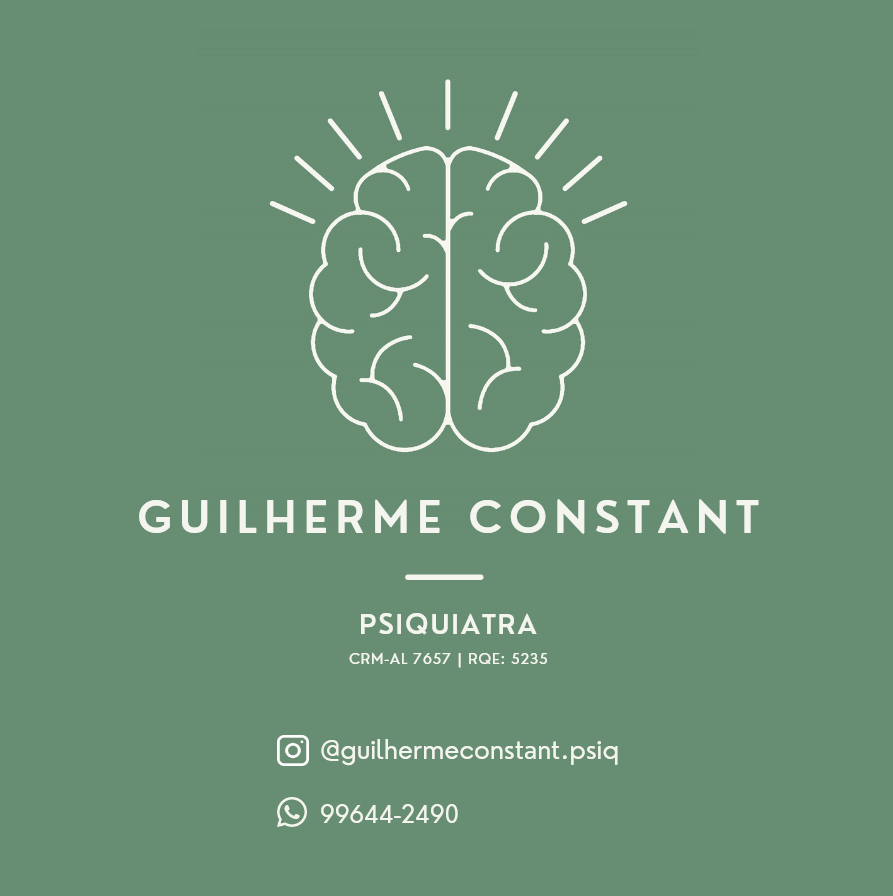 GUILHERME CONSTANT
PSIQUIATRA
CRM-AL 7657 | RQE: 5235
@guilhermeconstant.psiq
99644-2490